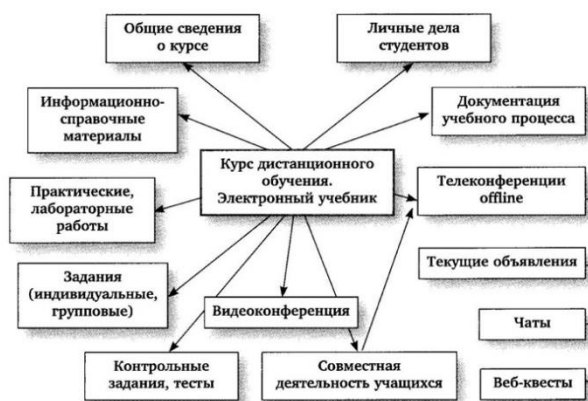 Общие сведения
о курсе
Личные дела
студентов
Информационно-
справочные
материалы
Документация
учебного процесса
Курс дистанционного
обучения.
Электронный учебник
Практические,
лабораторные
работы
Телеконференции
offline
Задания
(индивидуальные,
групповые)
Текущие объявления
Видеоконференция
Чаты
Контрольные
задания, тесты
Совместная
деятельность учащихся
Веб-квесты